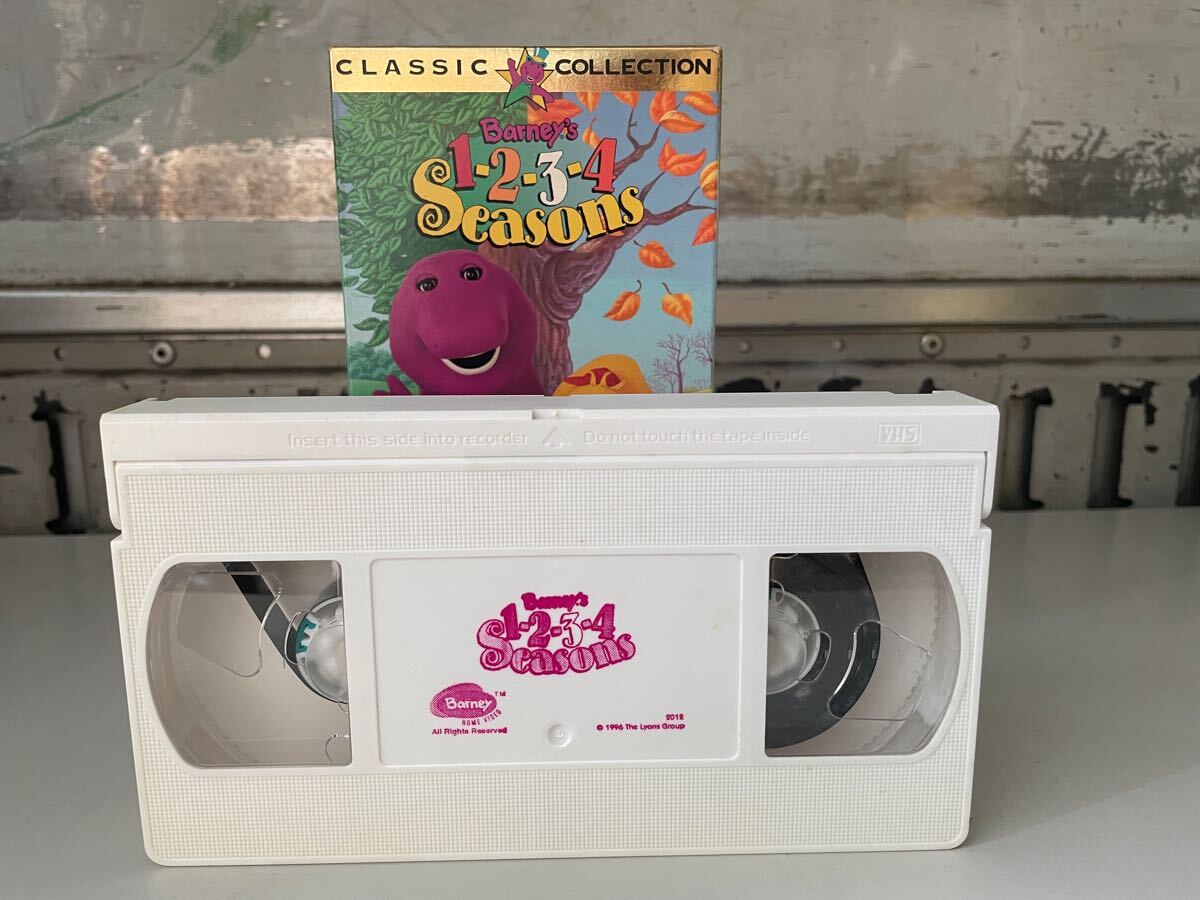 CLASSIC COLLECTION
Barney's
1-2-3-4
Seasons
Insert this side into recorder Do not touch the tape inside VHS
Barney's
1-2-3-4
Seasons
Barney TM
HOME VIDEO
All Rights Reserved
2012
© 1996 The Lyons Group